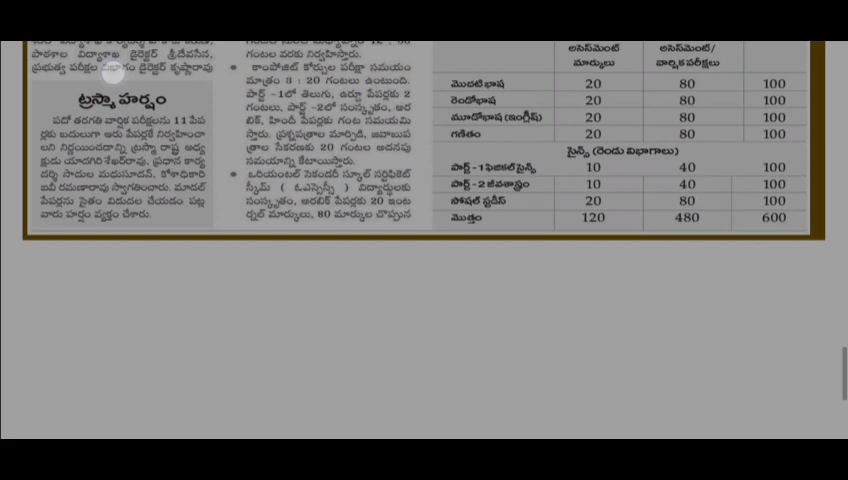 పాఠశాల విద్యాశాఖ డైరెక్టర్ శ్రీదేవసేన,
ప్రభుత్వ పరీక్షల విభాగం డైరెక్టర్ కృష్ణారావు
ట్రస్మా హర్షం
పదో తరగతి వార్షిక పరీక్షలను 11 పేప
ర్లకు బదులుగా ఆరు పేపర్లకే నిర్వహించా
లని నిర్ణయించడాన్ని ట్రస్మా రాష్ట్ర అధ్య
క్షుడు యాదగిరి శేఖర్‌రావు, ప్రధాన కార్య
దర్శి సాదుల మధుసూదన్, కోశాధికారి
ఐవీ రమణారావు స్వాగతించారు. మాడల్
పేపర్లను సైతం విడుదల చేయడం పట్ల
వారు హర్షం వ్యక్తం చేశారు.
గంటల వరకు నిర్వహిస్తారు.
● కాంపోజిట్ కోర్సుల పరీక్షా సమయం
మాత్రం 3 : 20 గంటలు ఉంటుంది.
పార్ట్ -1లో తెలుగు, ఉర్దూ పేపర్లకు 2
గంటలు, పార్ట్ -2లో సంస్కృతం, అర
బిక్, హిందీ పేపర్లకు గంట సమయమి
స్తారు. ప్రశ్నపత్రాల మార్పిడి, జవాబుప
త్రాల సేకరణకు 20 గంటల అదనపు
సమయాన్ని కేటాయిస్తారు.
● ఒరియంటల్ సెకండరీ స్కూల్ సర్టిఫికెట్
స్కీమ్ ( ఓఎస్సెస్సీ ) విద్యార్థులకు
సంస్కృతం, అరబిక్ పేపర్లకు 20 ఇంట
ర్నల్ మార్కులు, 80 మార్కుల చొప్పున
అసెస్‌మెంట్ అసెస్‌మెంట్/
మార్కులు వార్షిక పరీక్షలు
మొదటి భాష 20 80 100
రెండోభాష 20 80 100
మూడోభాష (ఇంగ్లీష్) 20 80 100
గణితం 20 80 100
సైన్స్ (రెండు విభాగాలు)
పార్ట్ -1 ఫిజికల్ సైన్స్ 10 40 100
పార్ట్ -2 జీవశాస్త్రం 10 40 100
సోషల్ స్టడీస్ 20 80 100
మొత్తం 120 480 600